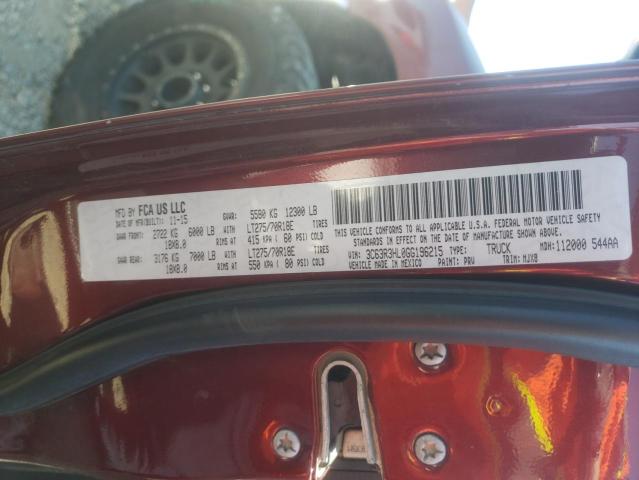 MFD BY FCA US LLC
DATE OF MFR(BUILT): 11-15
GVWR: 5580 KG 12300 LB
GAWR FRONT: 2722 KG 6000 LB WITH LT275/70R18E TIRES
18X8.0 RIMS AT 415 KPA ( 60 PSI) COLD
GAWR REAR: 3176 KG 7000 LB WITH LT275/70R18E TIRES
18X8.0 RIMS AT 550 KPA ( 80 PSI) COLD
THIS VEHICLE CONFORMS TO ALL APPLICABLE U.S.A. FEDERAL MOTOR VEHICLE SAFETY
STANDARDS IN EFFECT ON THE DATE OF MANUFACTURE SHOWN ABOVE.
VIN: 3C63R3HL0GG196215 TYPE: TRUCK MDH:112000 544AA
VEHICLE MADE IN MEXICO PAINT: PRV TRIM: MJX8